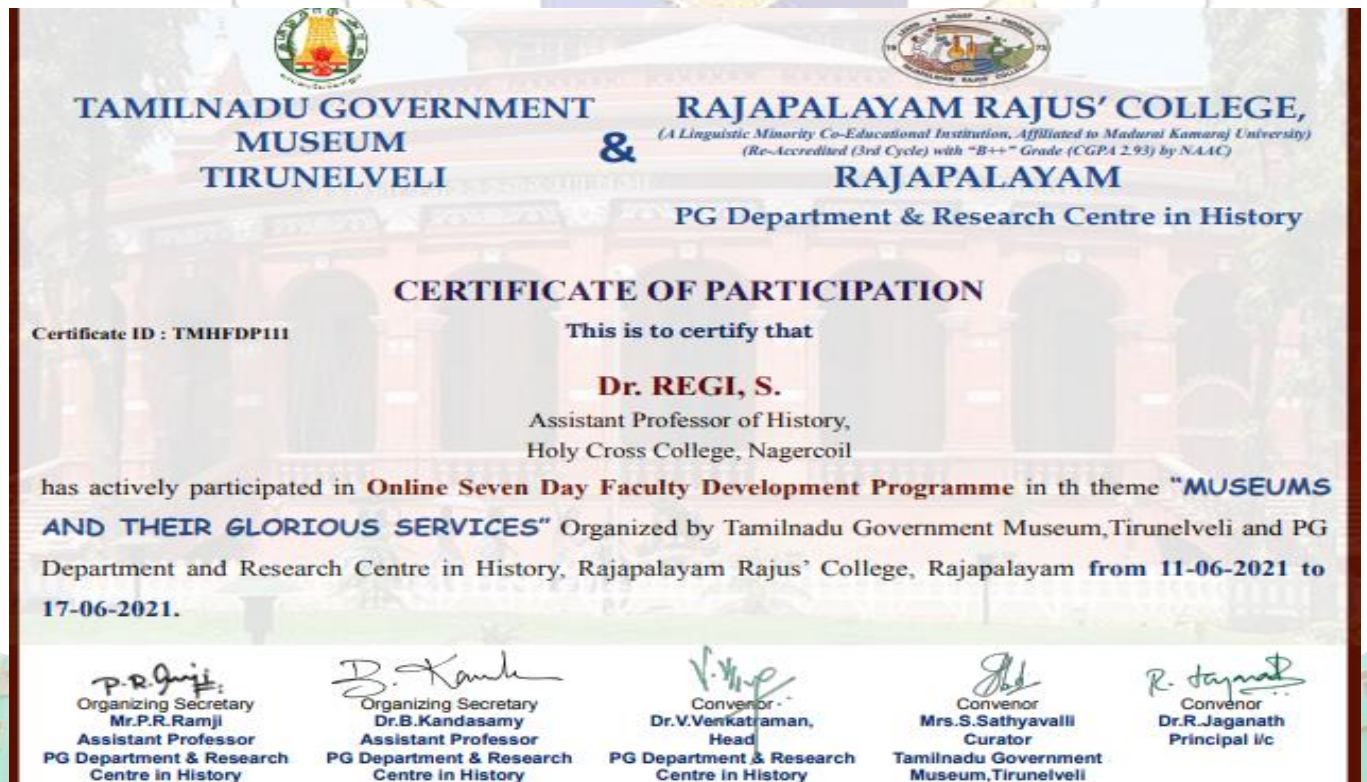 TAMILNADU GOVERNMENT
MUSEUM
TIRUNELVELI
&
RAJAPALAYAM RAJUS' COLLEGE,
(A Linguistic Minority Co-Educational Institution, Affiliated to Madurai Kamaraj University)
(Re-Accredited (3rd Cycle) with "B++" Grade (CGPA 2.93) by NAAC)
RAJAPALAYAM
PG Department & Research Centre in History
CERTIFICATE OF PARTICIPATION
Certificate ID : TMHFDP111
This is to certify that
Dr. REGI, S.
Assistant Professor of History,
Holy Cross College, Nagercoil
has actively participated in Online Seven Day Faculty Development Programme in th theme "MUSEUMS
AND THEIR GLORIOUS SERVICES" Organized by Tamilnadu Government Museum,Tirunelveli and PG
Department and Research Centre in History, Rajapalayam Rajus' College, Rajapalayam from 11-06-2021 to
17-06-2021.
Organizing Secretary
Mr.P.R.Ramji
Assistant Professor
PG Department & Research
Centre in History
Organizing Secretary
Dr.B.Kandasamy
Assistant Professor
PG Department & Research
Centre in History
Convenor
Dr.V.Venkatraman,
Head
PG Department & Research
Centre in History
Convenor
Mrs.S.Sathyavalli
Curator
Tamilnadu Government
Museum,Tirunelveli
Convenor
Dr.R.Jaganath
Principal i/c